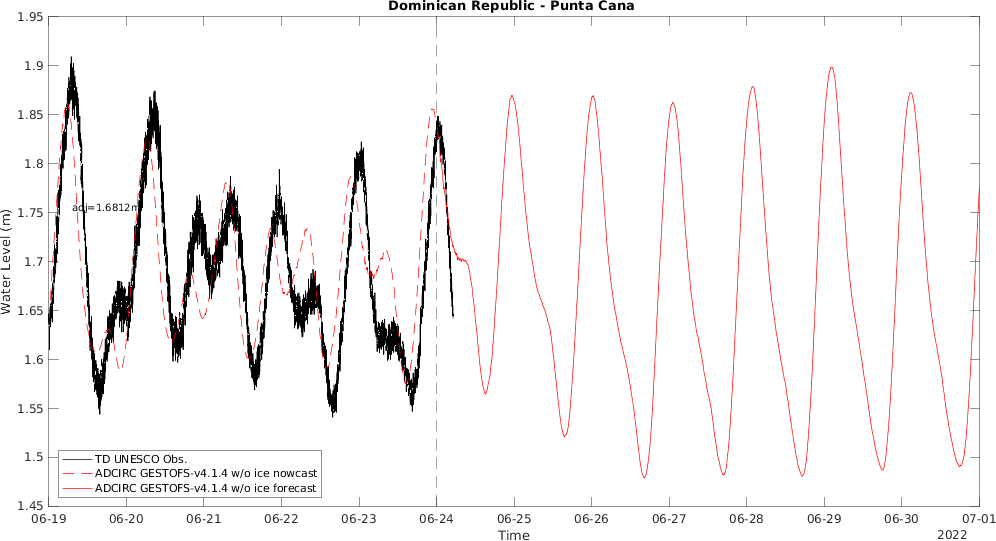 Dominican Republic - Punta Cana
1.95
1.9
1.85
1.8
1.75
1.7
1.65
1.6
1.55
1.5
1.45
Water Level (m)
adj=1.6812m
TD UNESCO Obs.
ADCIRC GESTOFS-v4.1.4 w/o ice nowcast
ADCIRC GESTOFS-v4.1.4 w/o ice forecast
06-19 06-20 06-21 06-22 06-23 06-24 06-25 06-26 06-27 06-28 06-29 06-30 07-01
Time
2022